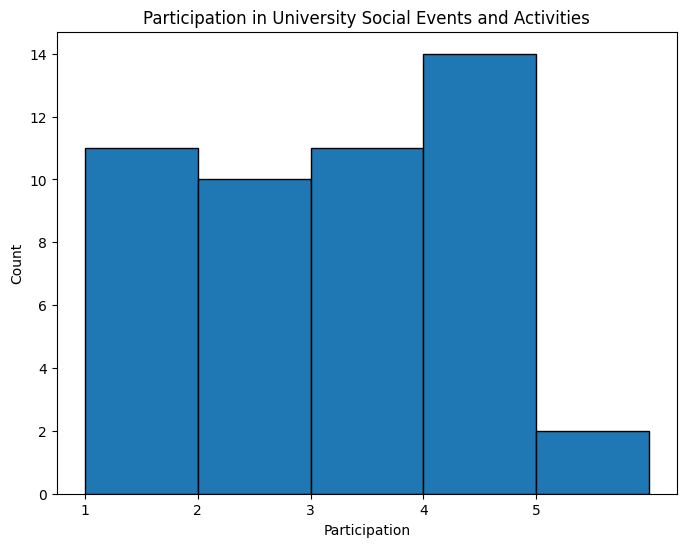 Participation in University Social Events and Activities
14
12
10
8
6
4
2
0
Count
1 2 3 4 5
Participation